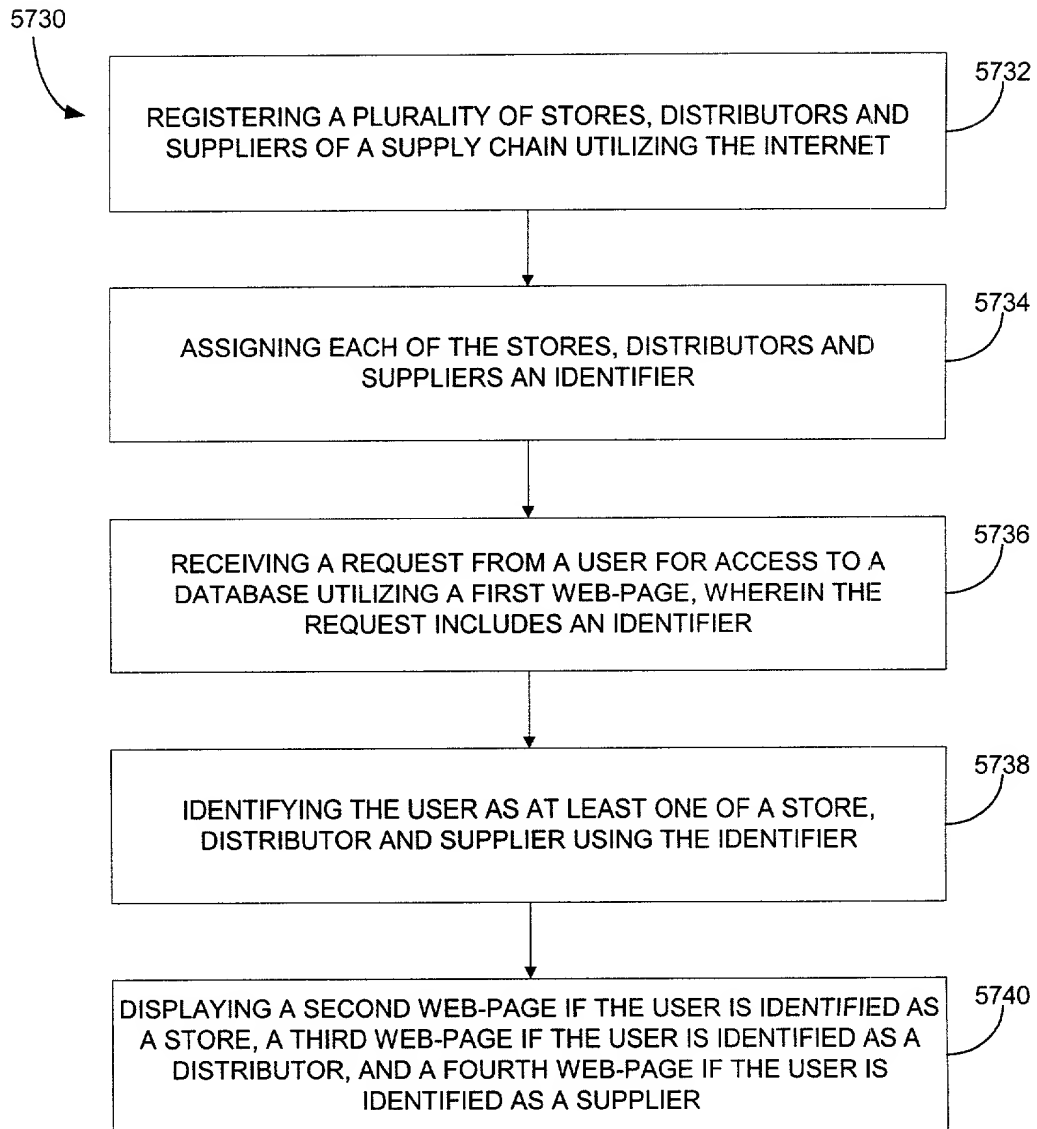 5730
5732
REGISTERING A PLURALITY OF STORES, DISTRIBUTORS AND
SUPPLIERS OF A SUPPLY CHAIN UTILIZING THE INTERNET
5734
ASSIGNING EACH OF THE STORES, DISTRIBUTORS AND
SUPPLIERS AN IDENTIFIER
5736
RECEIVING A REQUEST FROM A USER FOR ACCESS TO A
DATABASE UTILIZING A FIRST WEB-PAGE, WHEREIN THE
REQUEST INCLUDES AN IDENTIFIER
5738
IDENTIFYING THE USER AS AT LEAST ONE OF A STORE,
DISTRIBUTOR AND SUPPLIER USING THE IDENTIFIER
5740
DISPLAYING A SECOND WEB-PAGE IF THE USER IS IDENTIFIED AS
A STORE, A THIRD WEB-PAGE IF THE USER IS IDENTIFIED AS A
DISTRIBUTOR, AND A FOURTH WEB-PAGE IF THE USER IS
IDENTIFIED AS A SUPPLIER